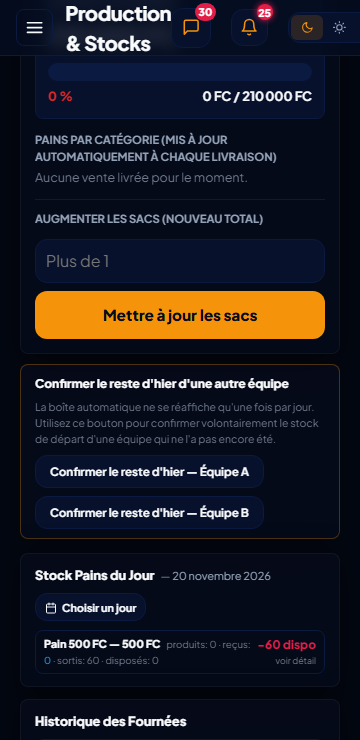 Production
& Stocks
30
25
0 %
0 FC / 210 000 FC
PAINS PAR CATÉGORIE (MIS À JOUR
AUTOMATIQUEMENT À CHAQUE LIVRAISON)
Aucune vente livrée pour le moment.
AUGMENTER LES SACS (NOUVEAU TOTAL)
Plus de 1
Mettre à jour les sacs
Confirmer le reste d'hier d'une autre équipe
La boîte automatique ne se réaffiche qu'une fois par jour.
Utilisez ce bouton pour confirmer volontairement le stock
de départ d'une équipe qui ne l'a pas encore été.
Confirmer le reste d'hier — Équipe A
Confirmer le reste d'hier — Équipe B
Stock Pains du Jour — 20 novembre 2026
Choisir un jour
Pain 500 FC — 500 FC produits: 0 · reçus:
0 · sortis: 60 · disposés: 0
-60 dispo
voir détail
Historique des Fournées